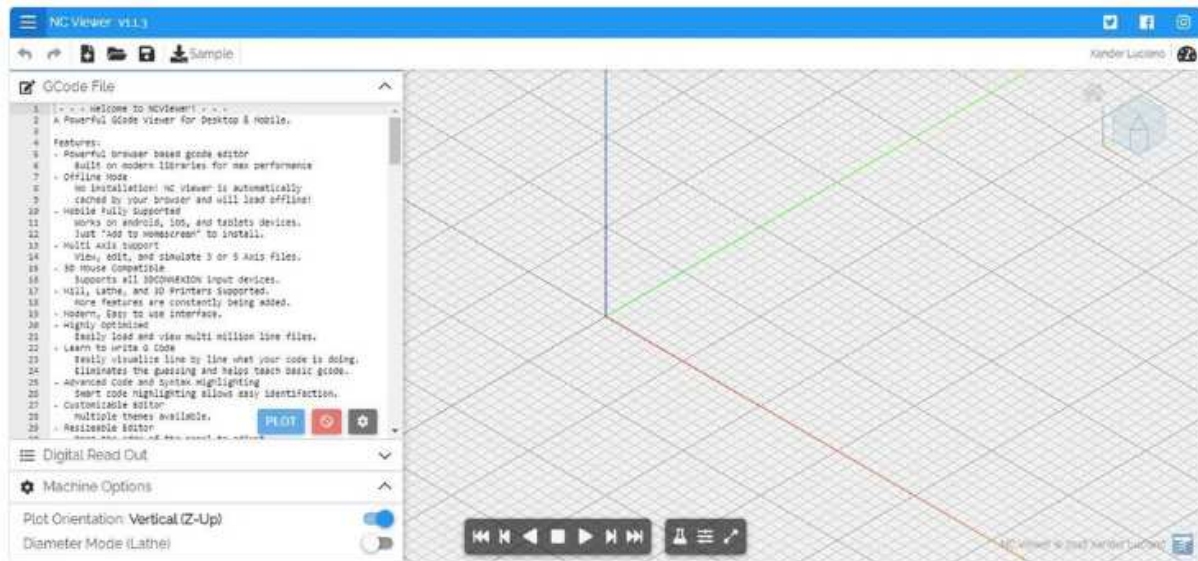 NC Viewer v1.1.3
Sample
Xander Luciano
GCode File
1 (- - - Welcome to NCViewer! - - -
2 A Powerful GCode Viewer for Desktop & Mobile.
3
4 Features:
5 - Powerful browser based gcode editor
6 Built on modern libraries for max performance
7 - Offline Mode
8 No installation! NC Viewer is automatically
9 cached by your browser and will load offline!
10 - Mobile Fully Supported
11 Works on android, iOS, and tablets devices.
12 Just "Add to Homescreen" to install.
13 - Multi Axis Support
14 View, edit, and simulate 3 or 5 Axis files.
15 - 3D Mouse Compatible
16 Supports all 3DCONNEXION input devices.
17 - Mill, Lathe, and 3D Printers Supported.
18 More features are constantly being added.
19 - Modern, Easy to use interface.
20 - Highly Optimized
21 Easily load and view multi million line files.
22 - Learn to write G Code
23 Easily visualize line by line what your code is doing.
24 Eliminates the guessing and helps teach basic gcode.
25 - Advanced Code and Syntax Highlighting
26 Smart code highlighting allows easy identifaction.
27 - Customizable Editor
28 Multiple themes available.
29 - Resizeable Editor
PLOT
Digital Read Out
Machine Options
Plot Orientation: Vertical (Z-Up)
Diameter Mode (Lathe)
NC Viewer © Xander Luciano